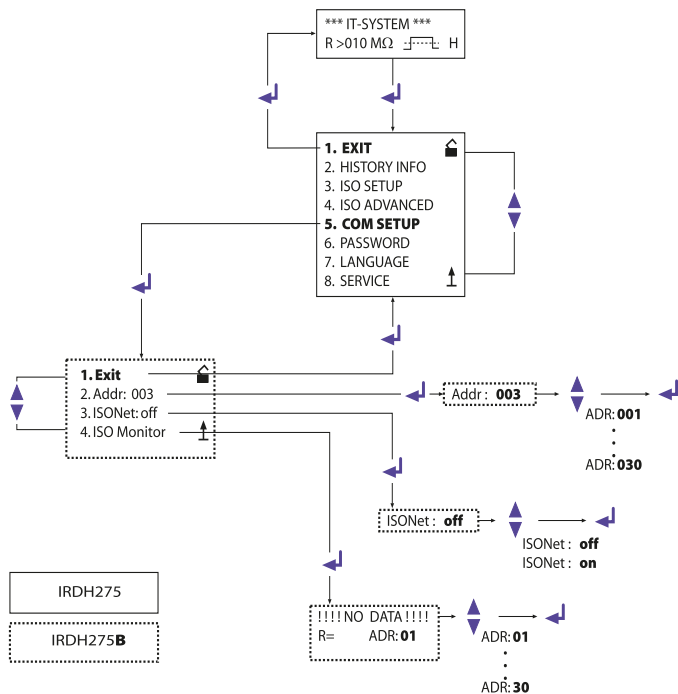 *** IT-SYSTEM ***
R >010 MΩ H
1. EXIT
2. HISTORY INFO
3. ISO SETUP
4. ISO ADVANCED
5. COM SETUP
6. PASSWORD
7. LANGUAGE
8. SERVICE
1. Exit
2. Addr: 003
3. ISONet: off
4. ISO Monitor
Addr : 003
ADR: 001
ADR: 030
ISONet : off
ISONet : off
ISONet : on
IRDH275
IRDH275B
!!!! NO DATA !!!!
R= ADR: 01
ADR: 01
ADR: 30